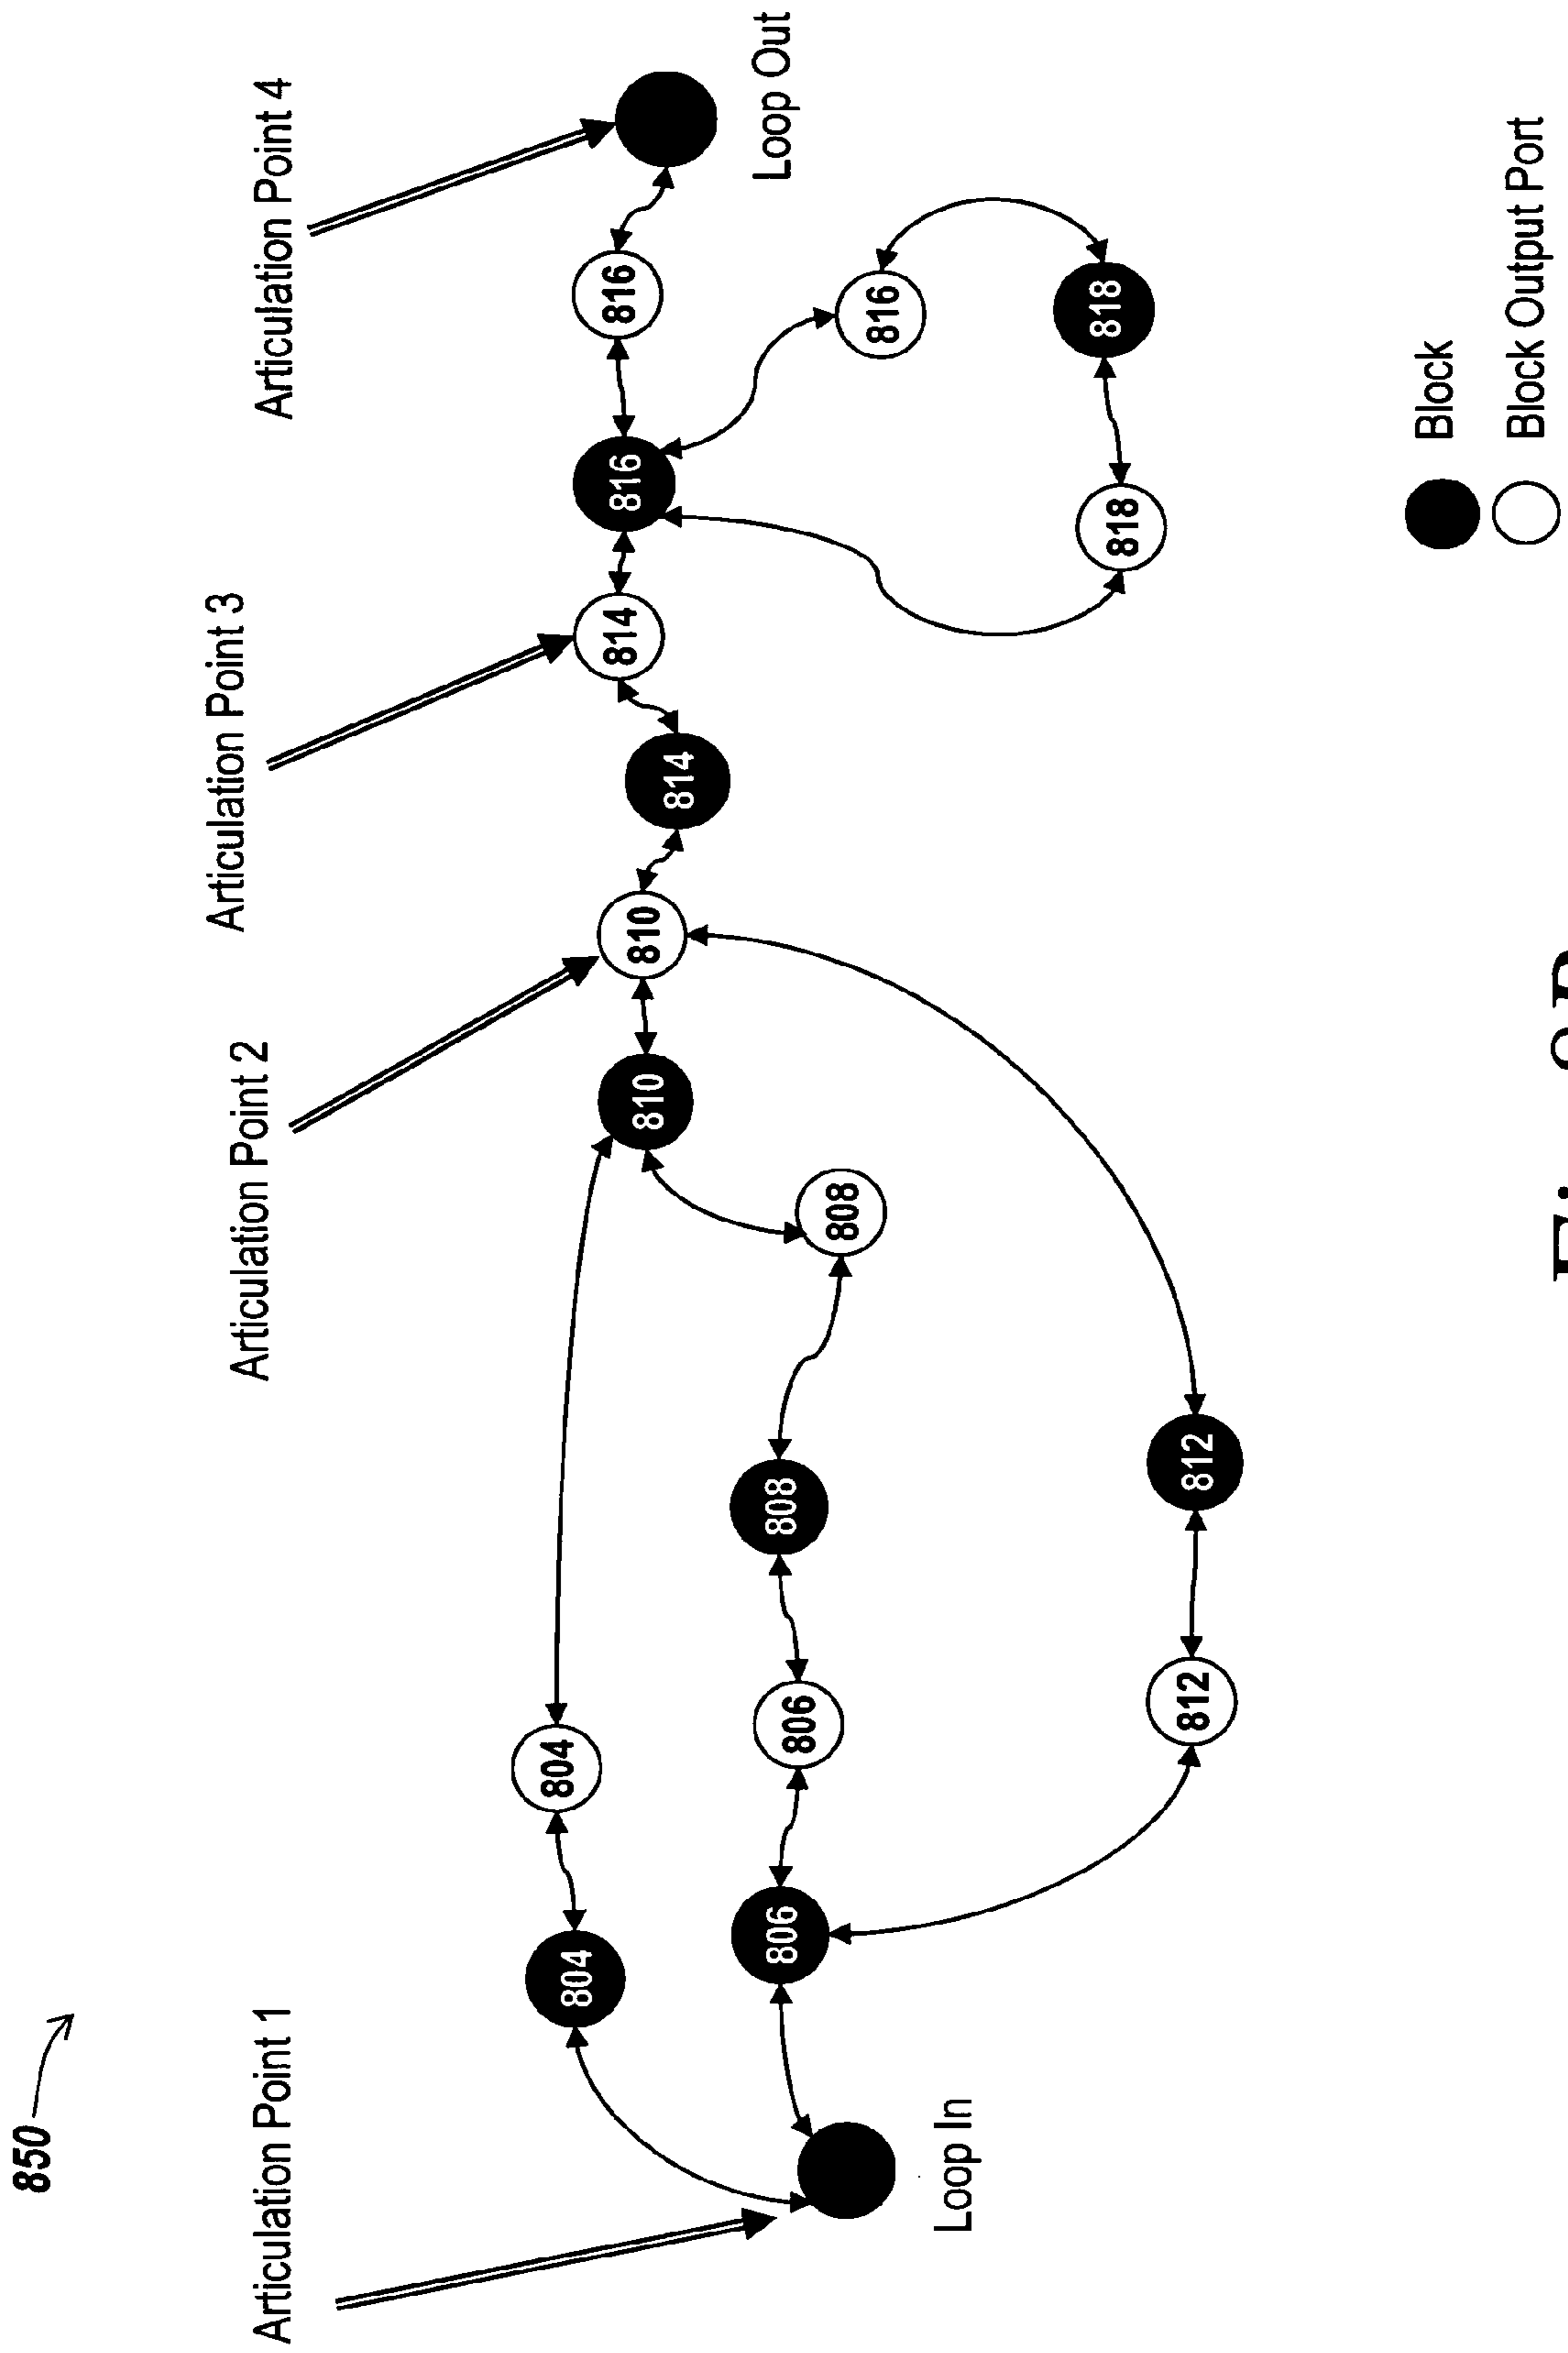 850
Articulation Point 1
Articulation Point 2
Articulation Point 3
Articulation Point 4
804
804
810
810
814
814
816
816
Loop Out
Loop In
806
806
808
808
816
812
812
818
818
Block
Block Output Port